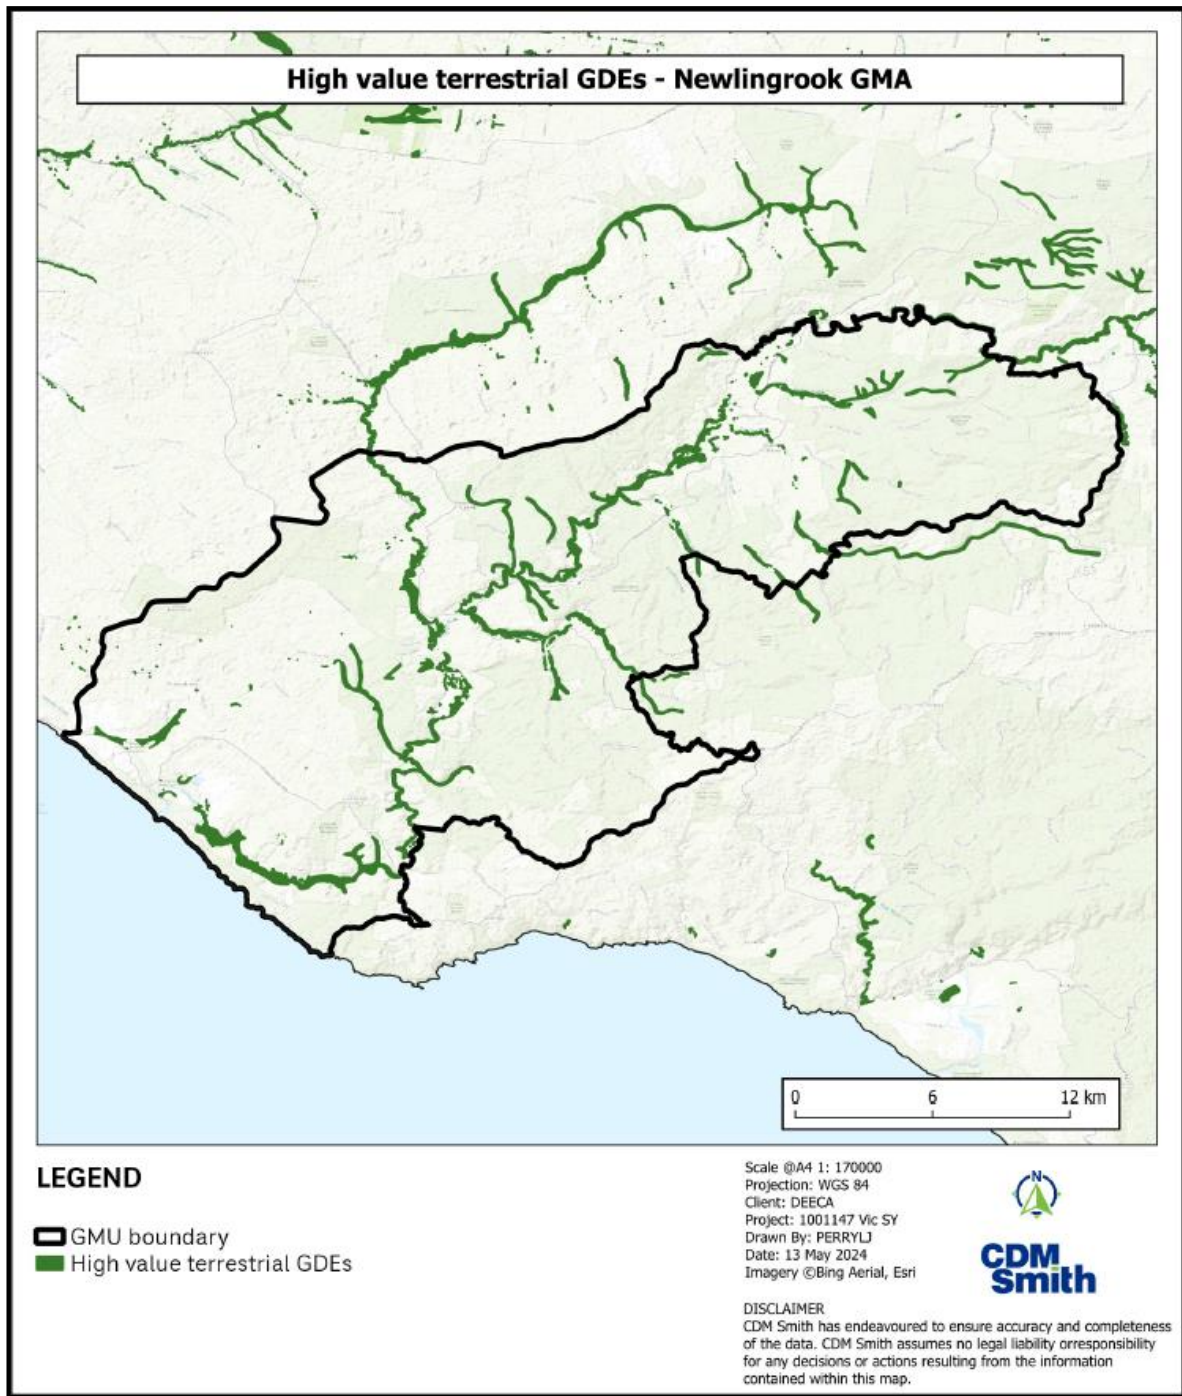 High value terrestrial GDEs - Newlingrook GMA
0 6 12 km
LEGEND
GMU boundary
High value terrestrial GDEs
Scale @A4 1: 170000
Projection: WGS 84
Client: DEECA
Project: 1001147 Vic SY
Drawn By: PERRYLJ
Date: 13 May 2024
Imagery ©Bing Aerial, Esri
N
CDM
Smith
DISCLAIMER
CDM Smith has endeavoured to ensure accuracy and completeness
of the data. CDM Smith assumes no legal liability orresponsibility
for any decisions or actions resulting from the information
contained within this map.